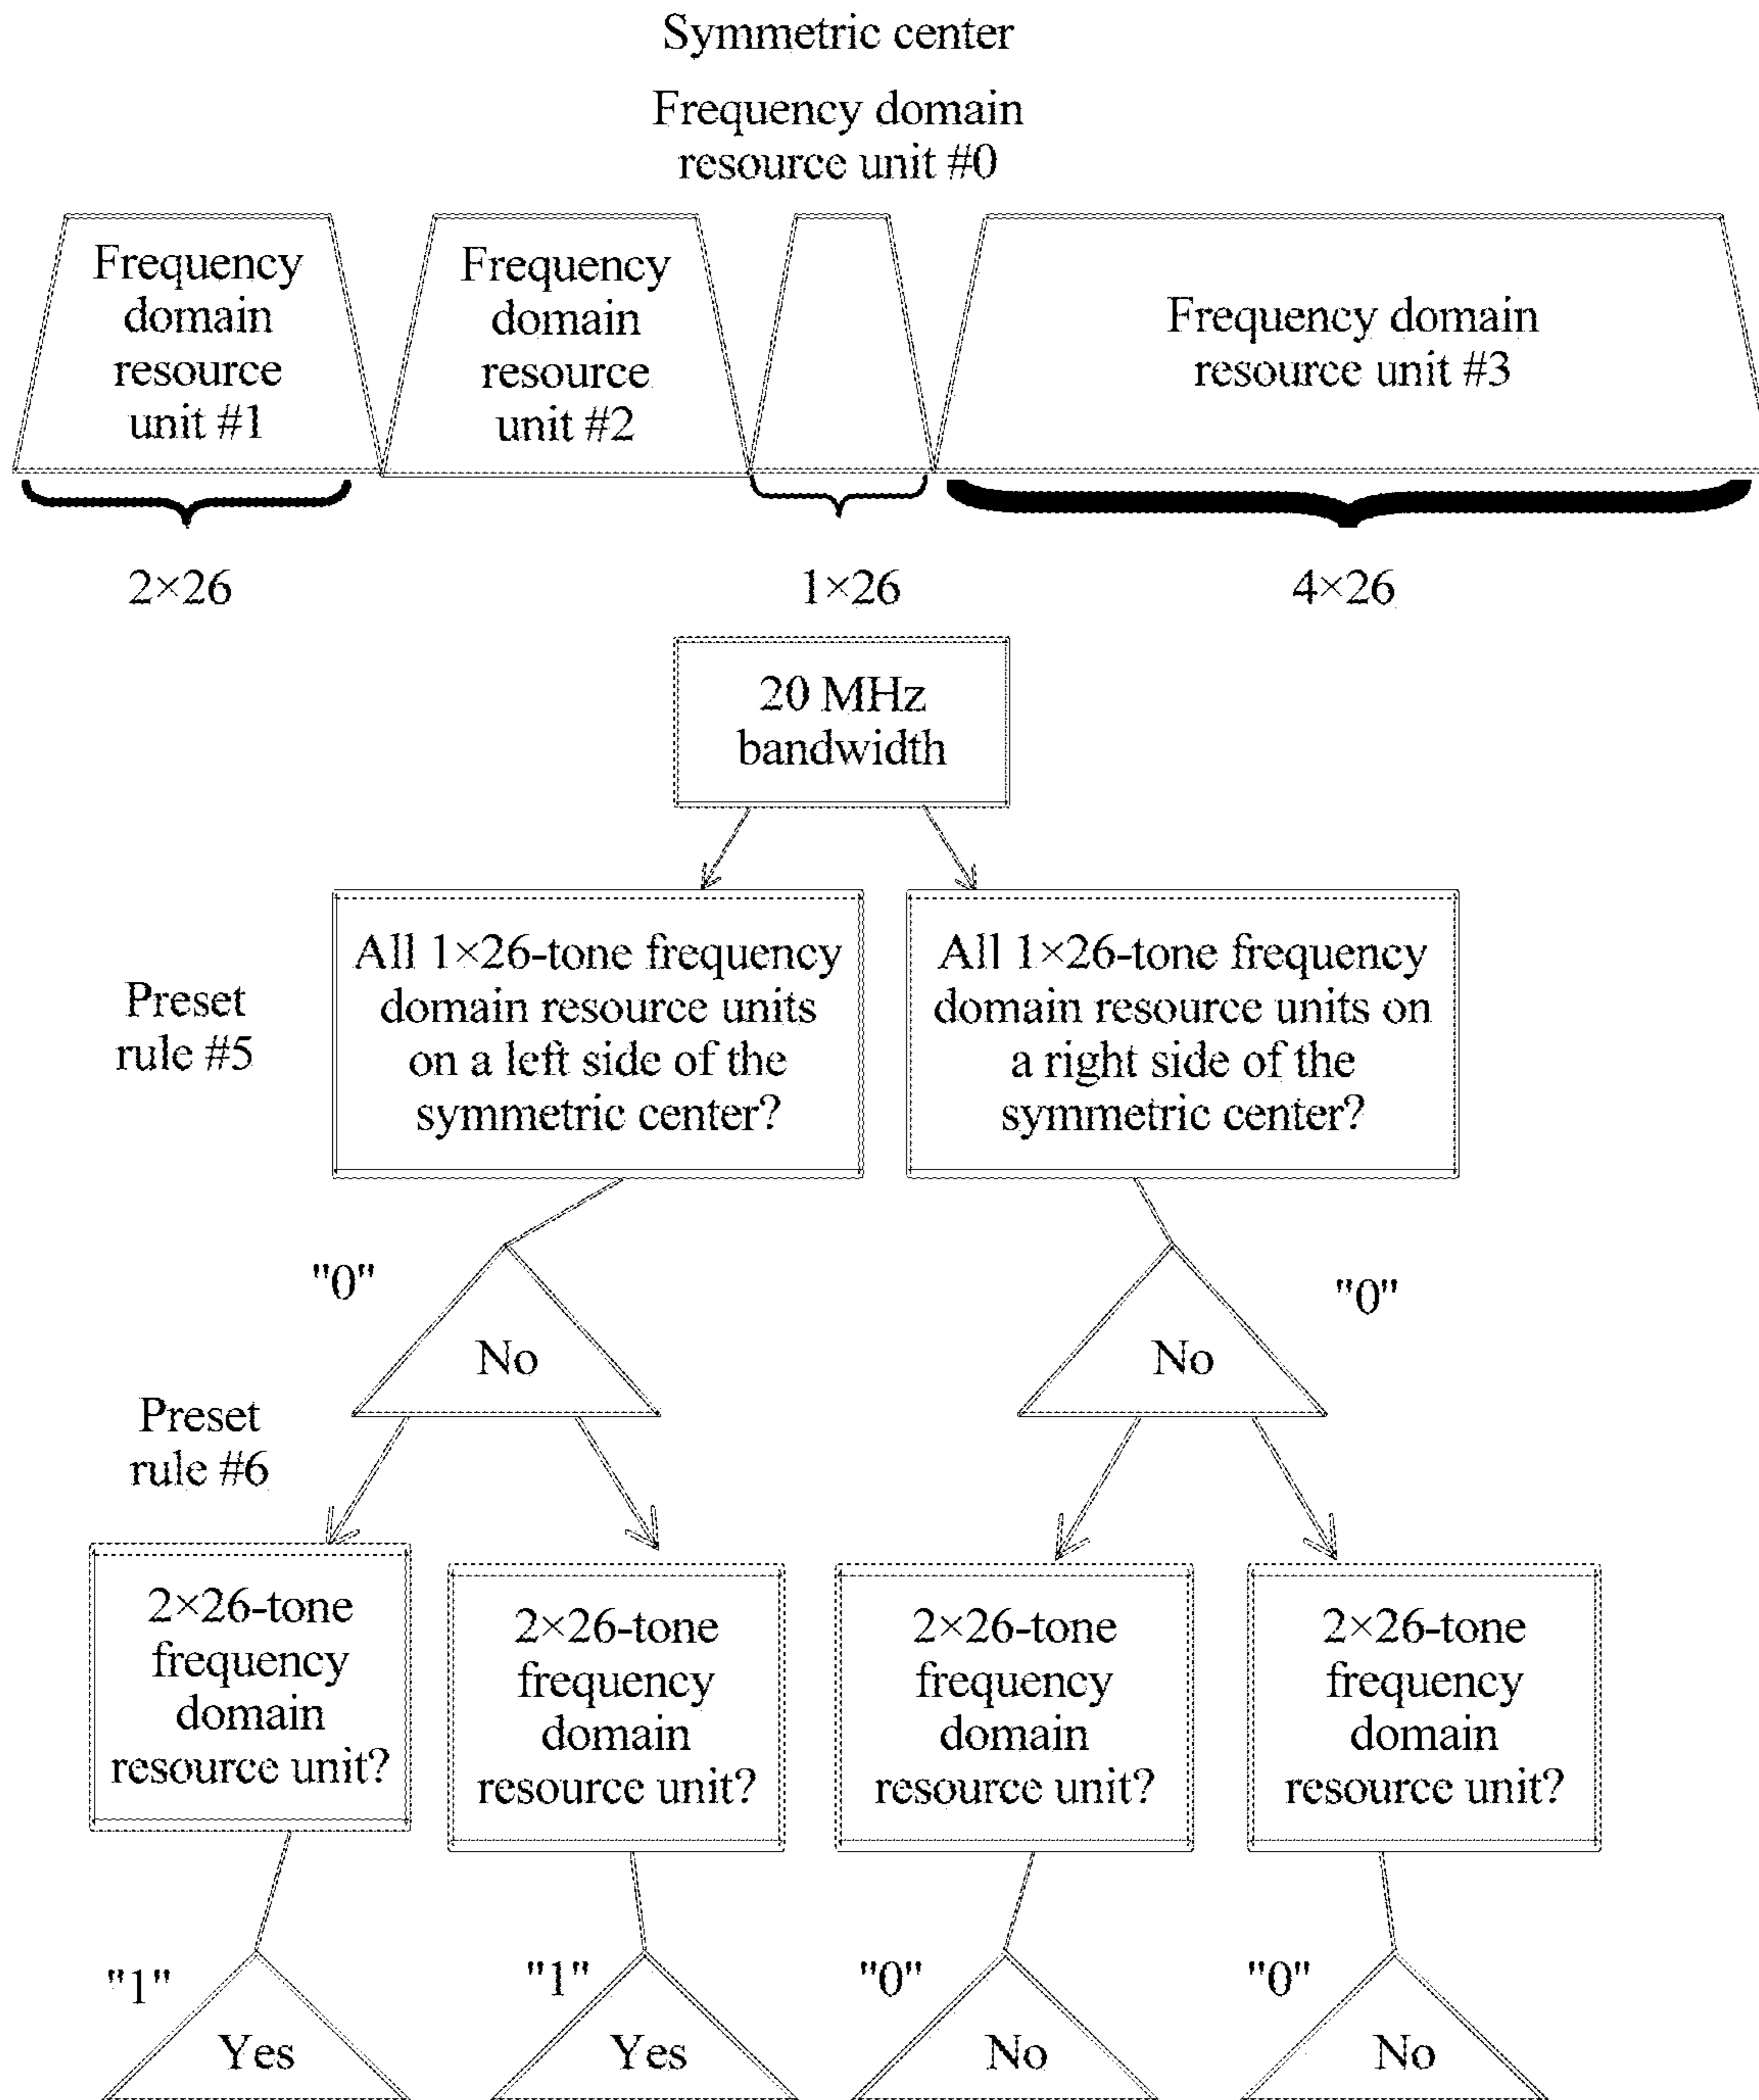 Symmetric center
Frequency domain
resource unit #0
Frequency
domain
resource
unit #1
Frequency
domain
resource
unit #2
Frequency domain
resource unit #3
2×26
1×26
4×26
20 MHz
bandwidth
Preset
rule #5
All 1×26-tone frequency
domain resource units
on a left side of the
symmetric center?
All 1×26-tone frequency
domain resource units on
a right side of the
symmetric center?
"0"
No
No
"0"
Preset
rule #6
2×26-tone
frequency
domain
resource unit?
2×26-tone
frequency
domain
resource unit?
2×26-tone
frequency
domain
resource unit?
2×26-tone
frequency
domain
resource unit?
"1"
Yes
"1"
Yes
"0"
No
"0"
No